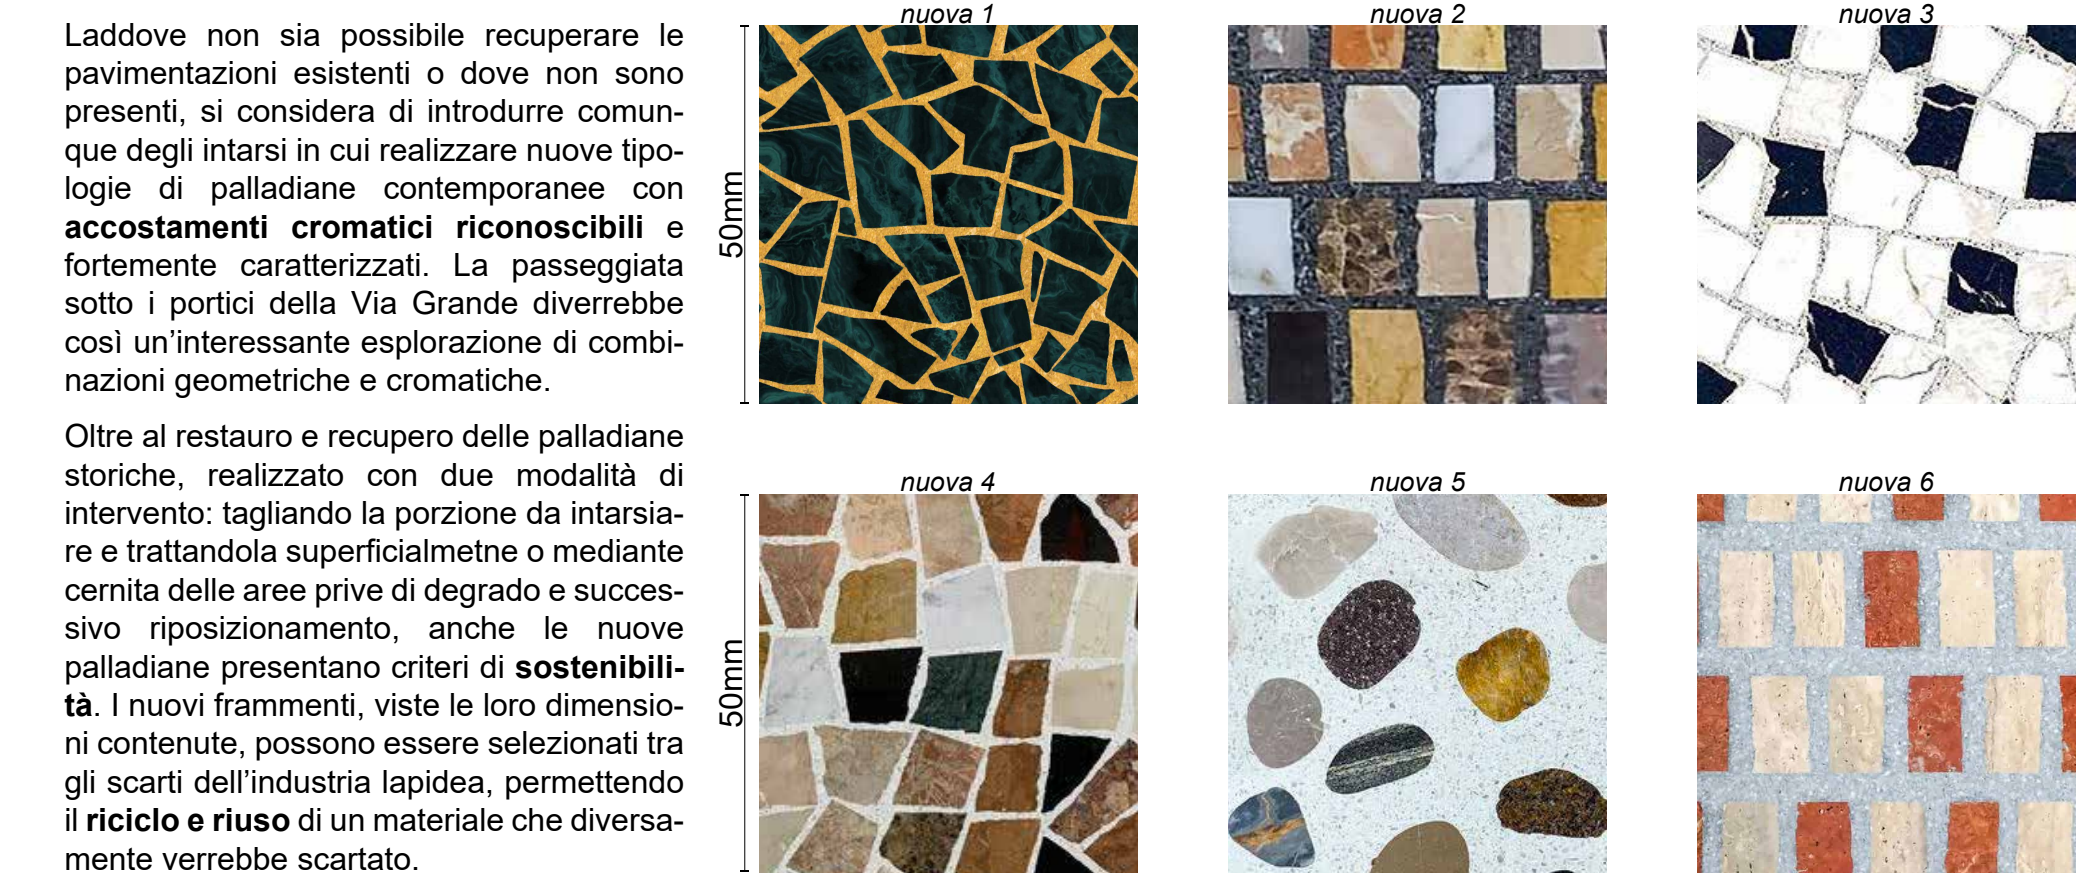 Laddove non sia possibile recuperare le
pavimentazioni esistenti o dove non sono
presenti, si considera di introdurre comun-
que degli intarsi in cui realizzare nuove tipo-
logie di palladiane contemporanee con
accostamenti cromatici riconoscibili e
fortemente caratterizzati. La passeggiata
sotto i portici della Via Grande diverrebbe
così un'interessante esplorazione di combi-
nazioni geometriche e cromatiche.
Oltre al restauro e recupero delle palladiane
storiche, realizzato con due modalità di
intervento: tagliando la porzione da intarsia-
re e trattandola superficialmetne o mediante
cernita delle aree prive di degrado e succes-
sivo riposizionamento, anche le nuove
palladiane presentano criteri di sostenibili-
tà. I nuovi frammenti, viste le loro dimensio-
ni contenute, possono essere selezionati tra
gli scarti dell'industria lapidea, permettendo
il riciclo e riuso di un materiale che diversa-
mente verrebbe scartato.
nuova 1
nuova 2
nuova 3
50mm
nuova 4
nuova 5
nuova 6
50mm